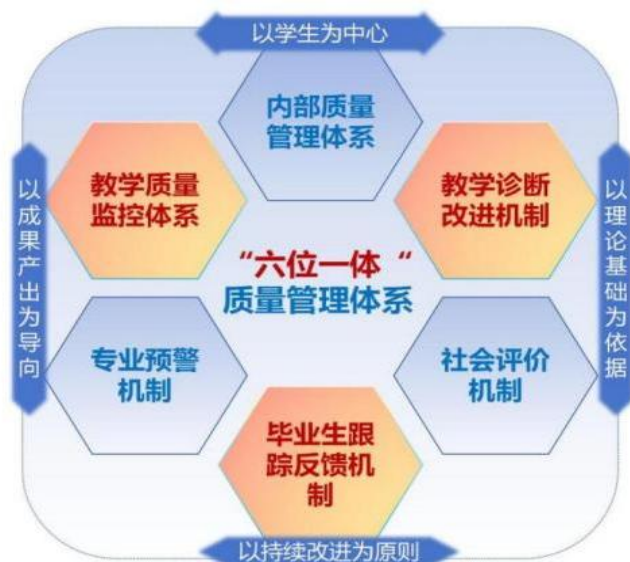 以学生为中心
内部质量
管理体系
教学质量
监控体系
教学诊断
改进机制
以成果产出为导向
以理论基础为依据
“六位一体“
质量管理体系
专业预警
机制
社会评价
机制
毕业生跟
踪反馈机
制
以持续改进为原则